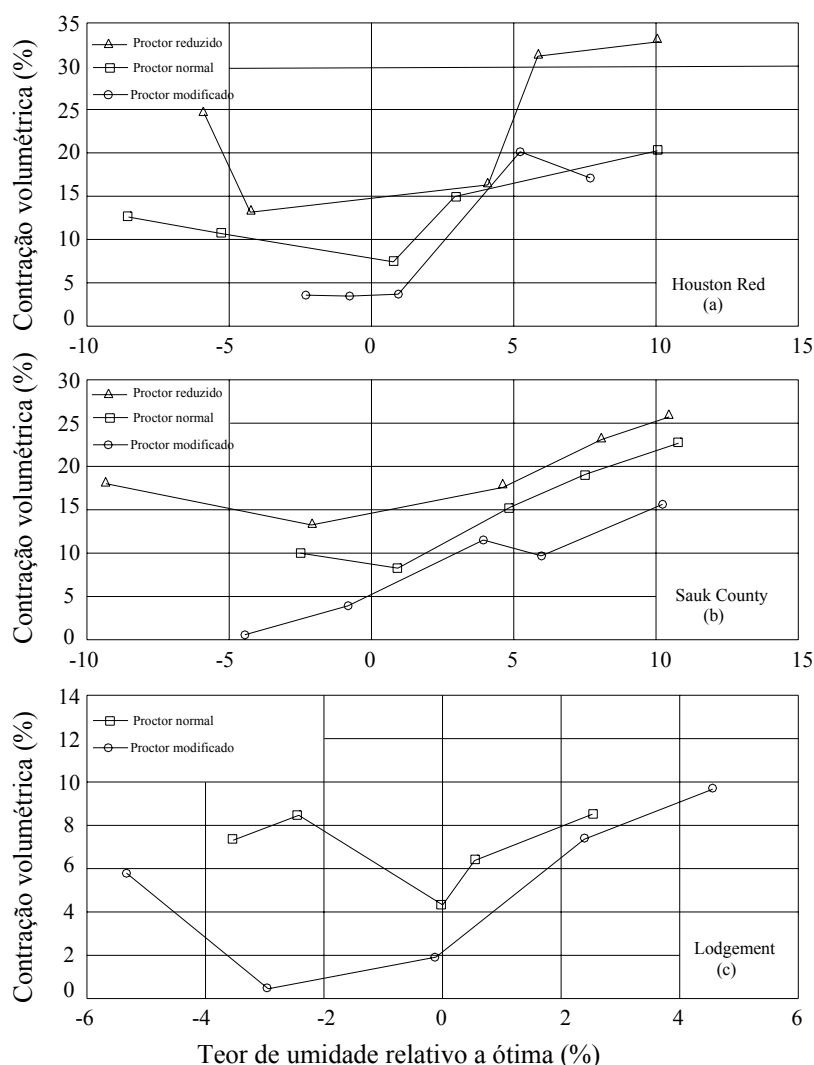 Contração volumétrica (%)
35
30
25
20
15
10
5
0
Proctor reduzido
Proctor normal
Proctor modificado
Houston Red
(a)
-10 -5 0 5 10 15
Contração volumétrica (%)
30
25
20
15
10
5
0
Proctor reduzido
Proctor normal
Proctor modificado
Sauk County
(b)
-10 -5 0 5 10 15
Contração volumétrica (%)
14
12
10
8
6
4
2
0
Proctor normal
Proctor modificado
Lodgement
(c)
-6 -4 -2 0 2 4 6
Teor de umidade relativo a ótima (%)